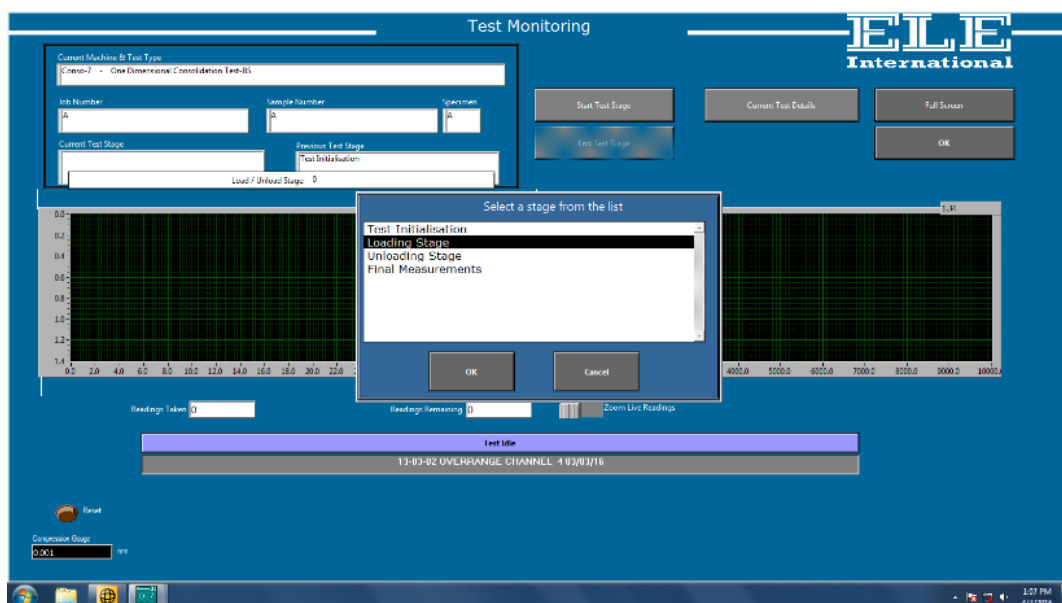 Test Monitoring
ELE
International
Current Machine & Test Type
Conso-7 - One Dimensional Consolidation Test-BS
Job Number
Sample Number
Specimen
A
A
A
Current Test Stage
Previous Test Stage
Test Initialisation
Load / Unload Stage 0
Start Test Stage
Current Test Details
Full Screen
End Test Stage
OK
Select a stage from the list
Test Initialisation
Loading Stage
Unloading Stage
Final Measurements
OK
Cancel
1.34
0.0
0.2
0.4
0.6
0.8
1.0
1.2
1.4
0.0 2.0 4.0 6.0 8.0 10.0 12.0 14.0 16.0 18.0 20.0 22.0
4000.0 5000.0 6000.0 7000.0 8000.0 9000.0 10000.
Readings Taken 0
Readings Remaining 0
Zoom Live Readings
Test Idle
OVERRANGE CHANNEL 4 03/03/16
Reset
Compression Gauge
0.001 mm
1:07 PM